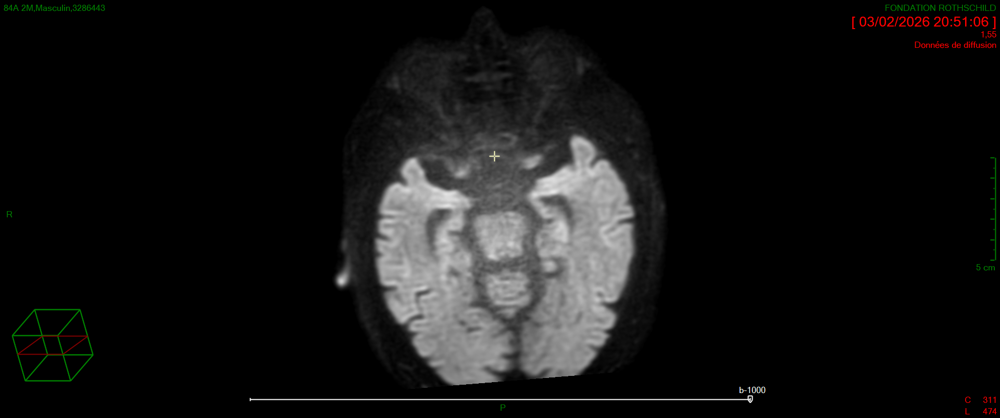 84A 2M,Masculin,3286443
FONDATION ROTHSCHILD
[ 03/02/2026 20:51:06 ]
1,55
Données de diffusion
R
5 cm
b-1000
P
C 311
L 474